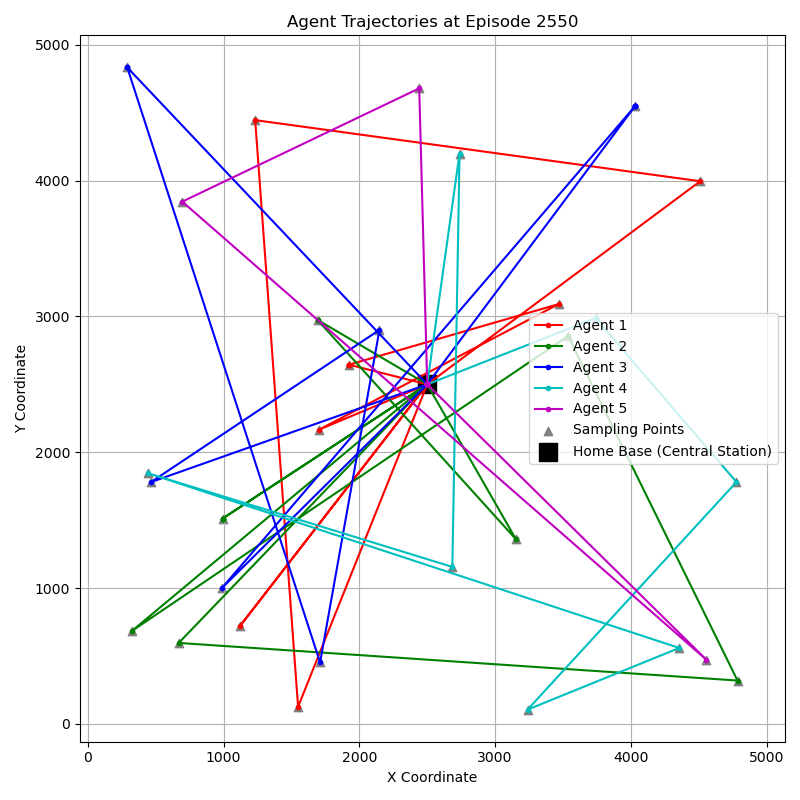 Agent Trajectories at Episode 2550
Y Coordinate
5000
4000
3000
2000
1000
0
Agent 1
Agent 2
Agent 3
Agent 4
Agent 5
Sampling Points
Home Base (Central Station)
0 1000 2000 3000 4000 5000
X Coordinate